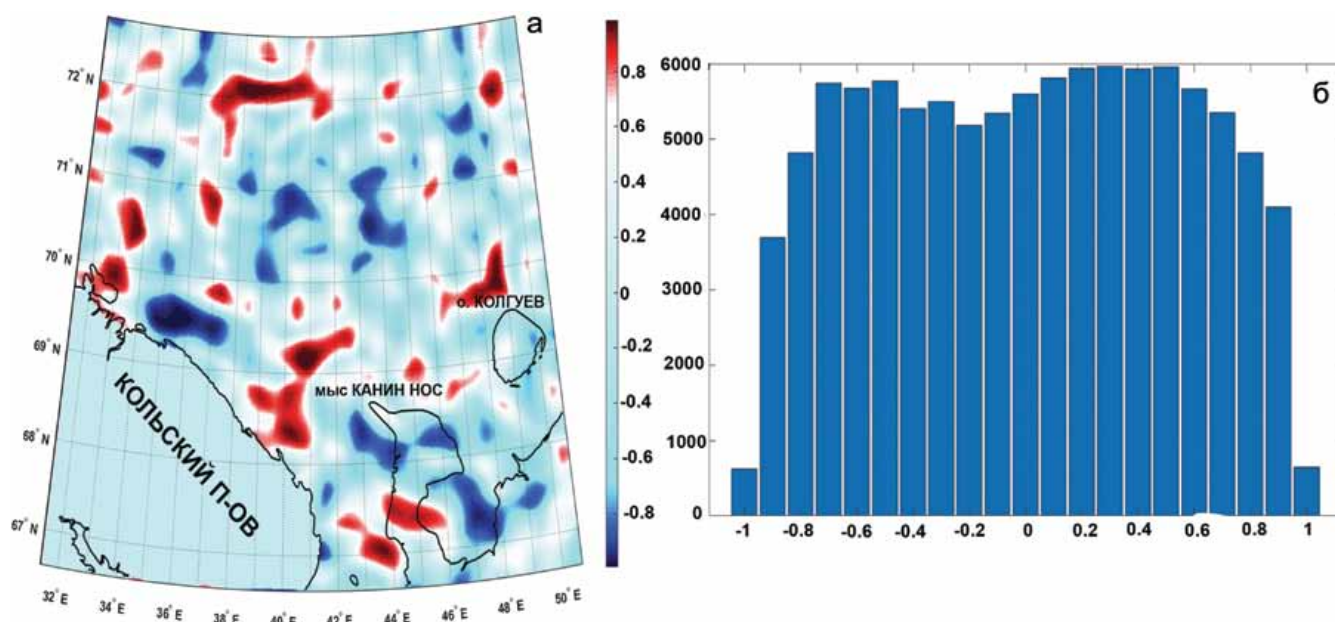 а
72° N
71° N
70° N
69° N
68° N
67° N
32° E
34° E
36° E
38° E
40° E
42° E
44° E
46° E
48° E
50° E
о. КОЛГУЕВ
мыс КАНИН НОС
КОЛЬСКИЙ П-ОВ
0.8
0.6
0.4
0.2
0
-0.2
-0.4
-0.6
-0.8
б
6000
5000
4000
3000
2000
1000
0
-1 -0.8 -0.6 -0.4 -0.2 0 0.2 0.4 0.6 0.8 1